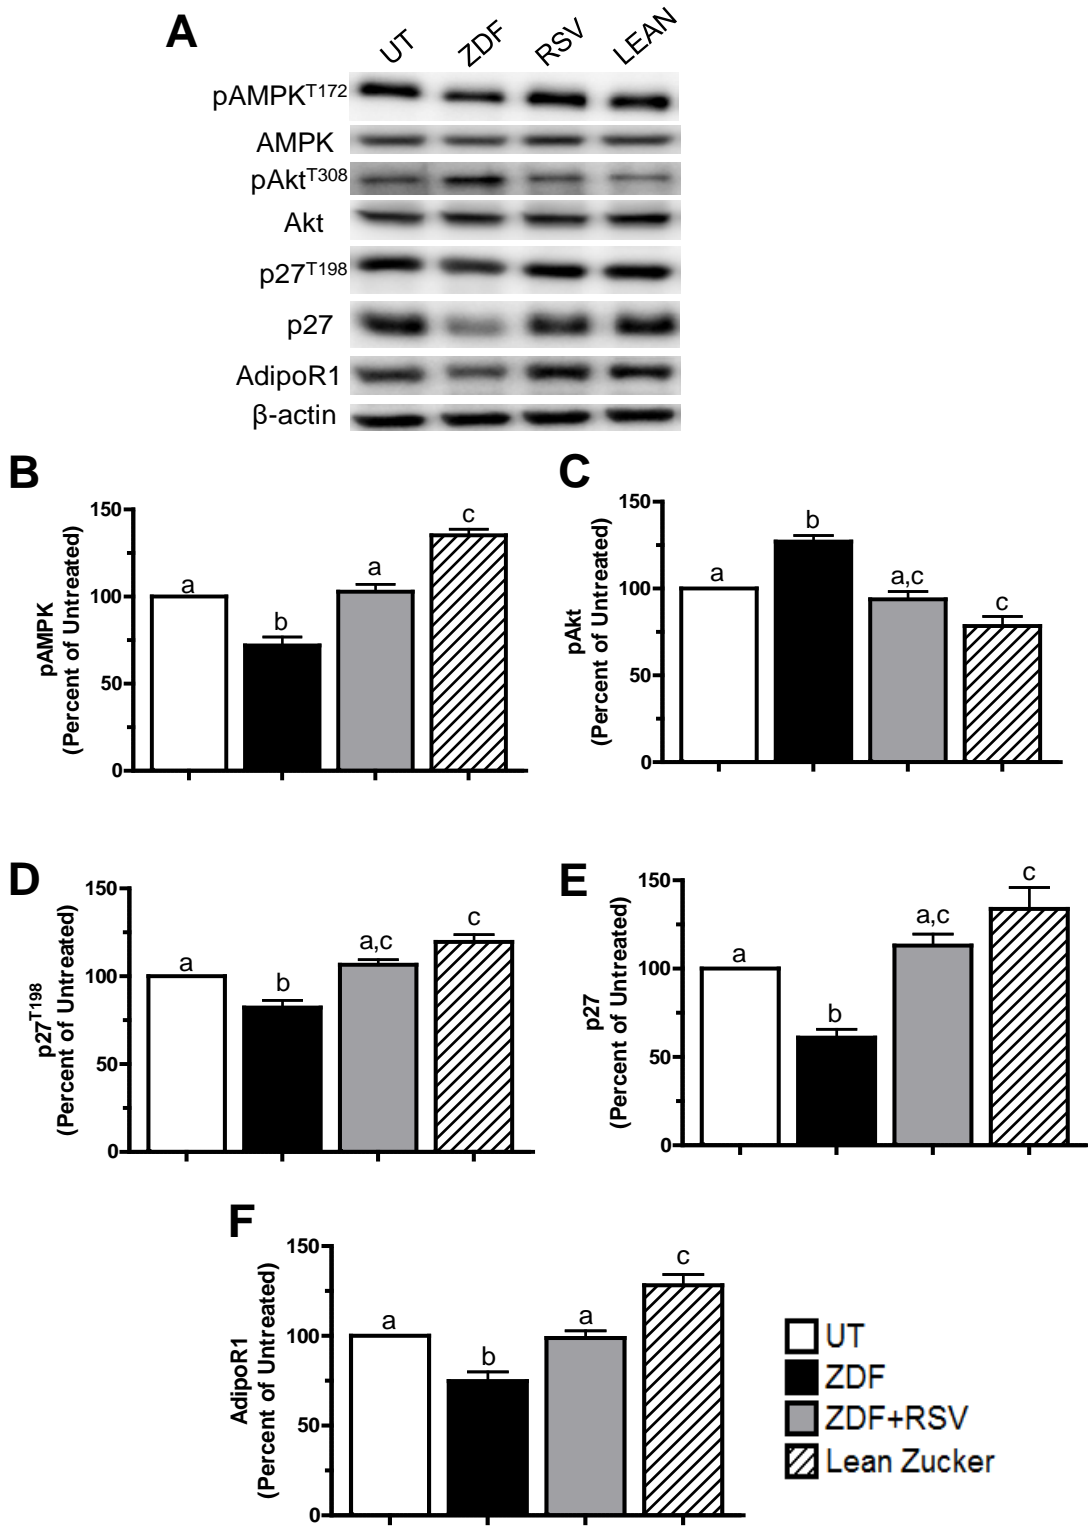 A
UT ZDF RSV LEAN
pAMPK^T172
AMPK
pAkt^T308
Akt
p27^T198
p27
AdipoR1
β-actin
B
pAMPK
(Percent of Untreated)
150
100
50
0
a
b
a
c
C
pAkt
(Percent of Untreated)
150
100
50
0
a
b
a,c
c
D
p27^T198
(Percent of Untreated)
150
100
50
0
a
b
a,c
c
E
p27
(Percent of Untreated)
150
100
50
0
a
b
a,c
c
F
AdipoR1
(Percent of Untreated)
150
100
50
0
a
b
a
c
UT
ZDF
ZDF+RSV
Lean Zucker